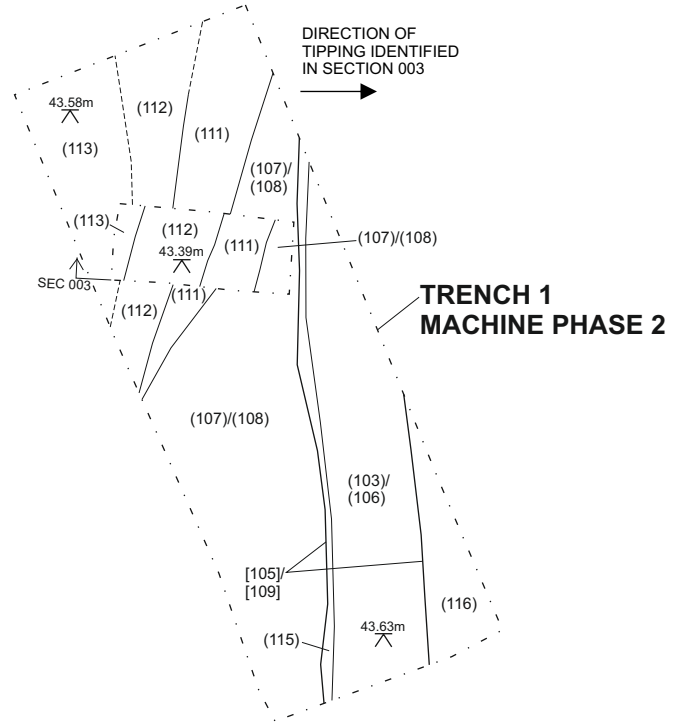 DIRECTION OF
TIPPING IDENTIFIED
IN SECTION 003
43.58m
(112)
(113)
(111)
(107)/
(108)
(113)
(112)
(107)/(108)
(111)
43.39m
SEC 003
(111)
(112)
TRENCH 1
MACHINE PHASE 2
(107)/(108)
(103)/
(106)
[105]/
[109]
(116)
43.63m
(115)